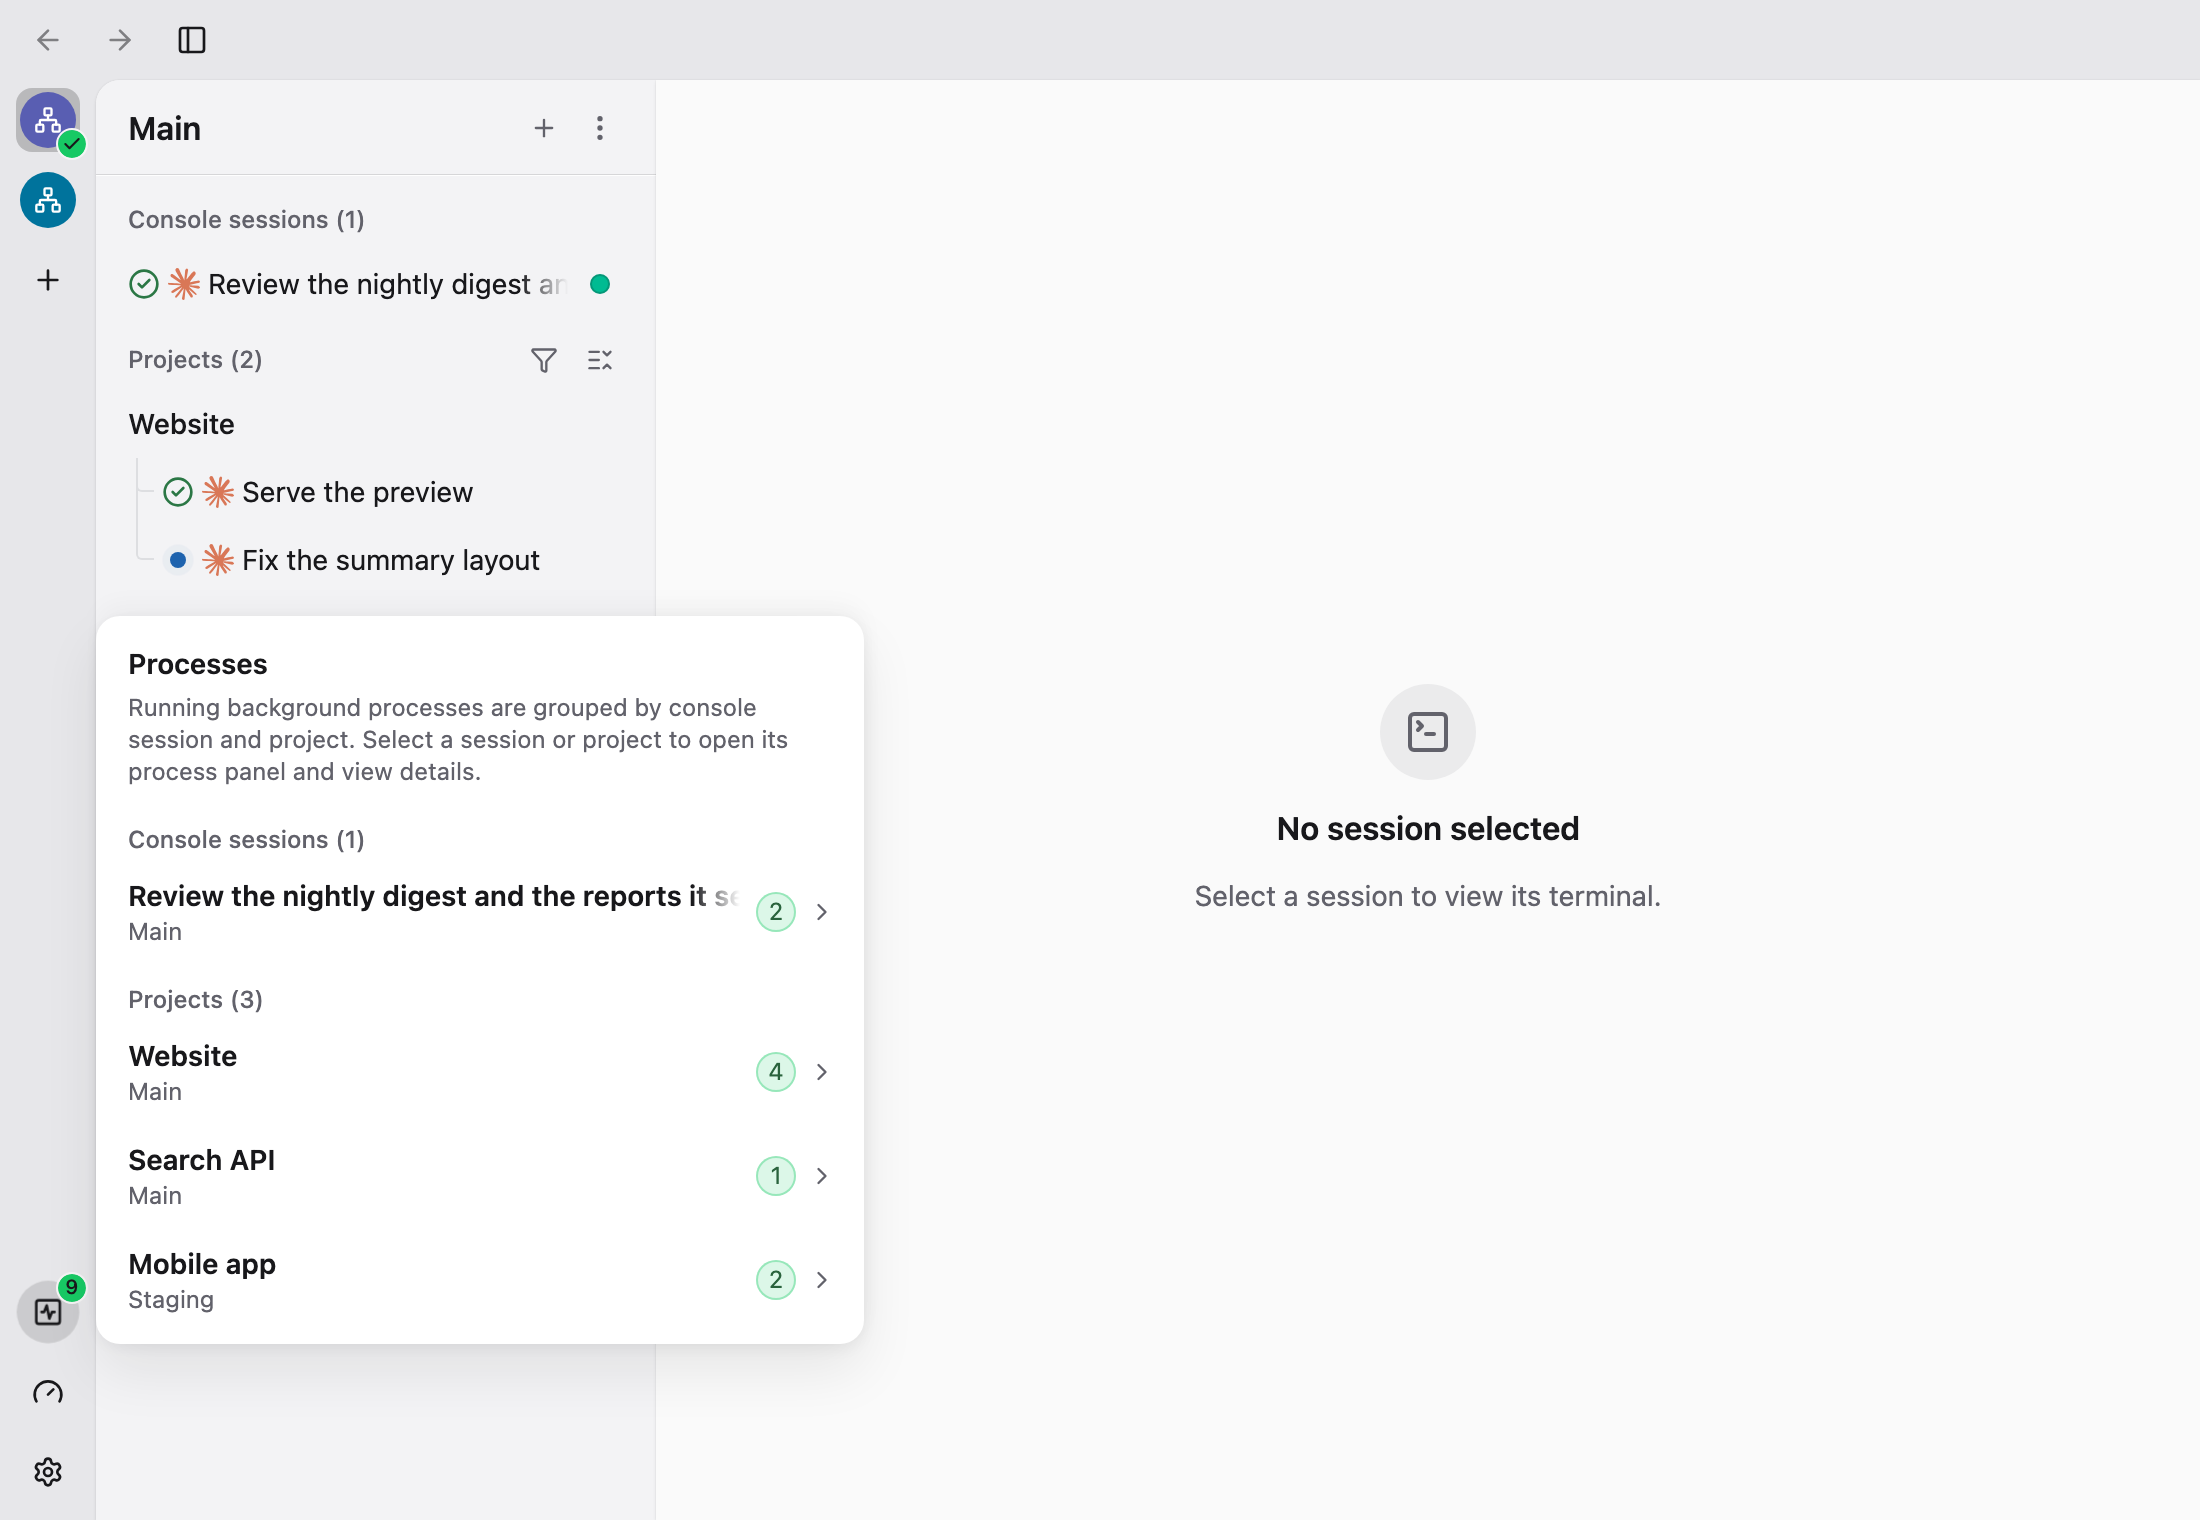 Main
Console sessions (1)
Review the nightly digest an
Projects (2)
Website
Serve the preview
Fix the summary layout
Processes
Running background processes are grouped by console
session and project. Select a session or project to open its
process panel and view details.
Console sessions (1)
Review the nightly digest and the reports it se
2
Main
Projects (3)
Website
4
Main
Search API
1
Main
Mobile app
2
Staging
9
No session selected
Select a session to view its terminal.